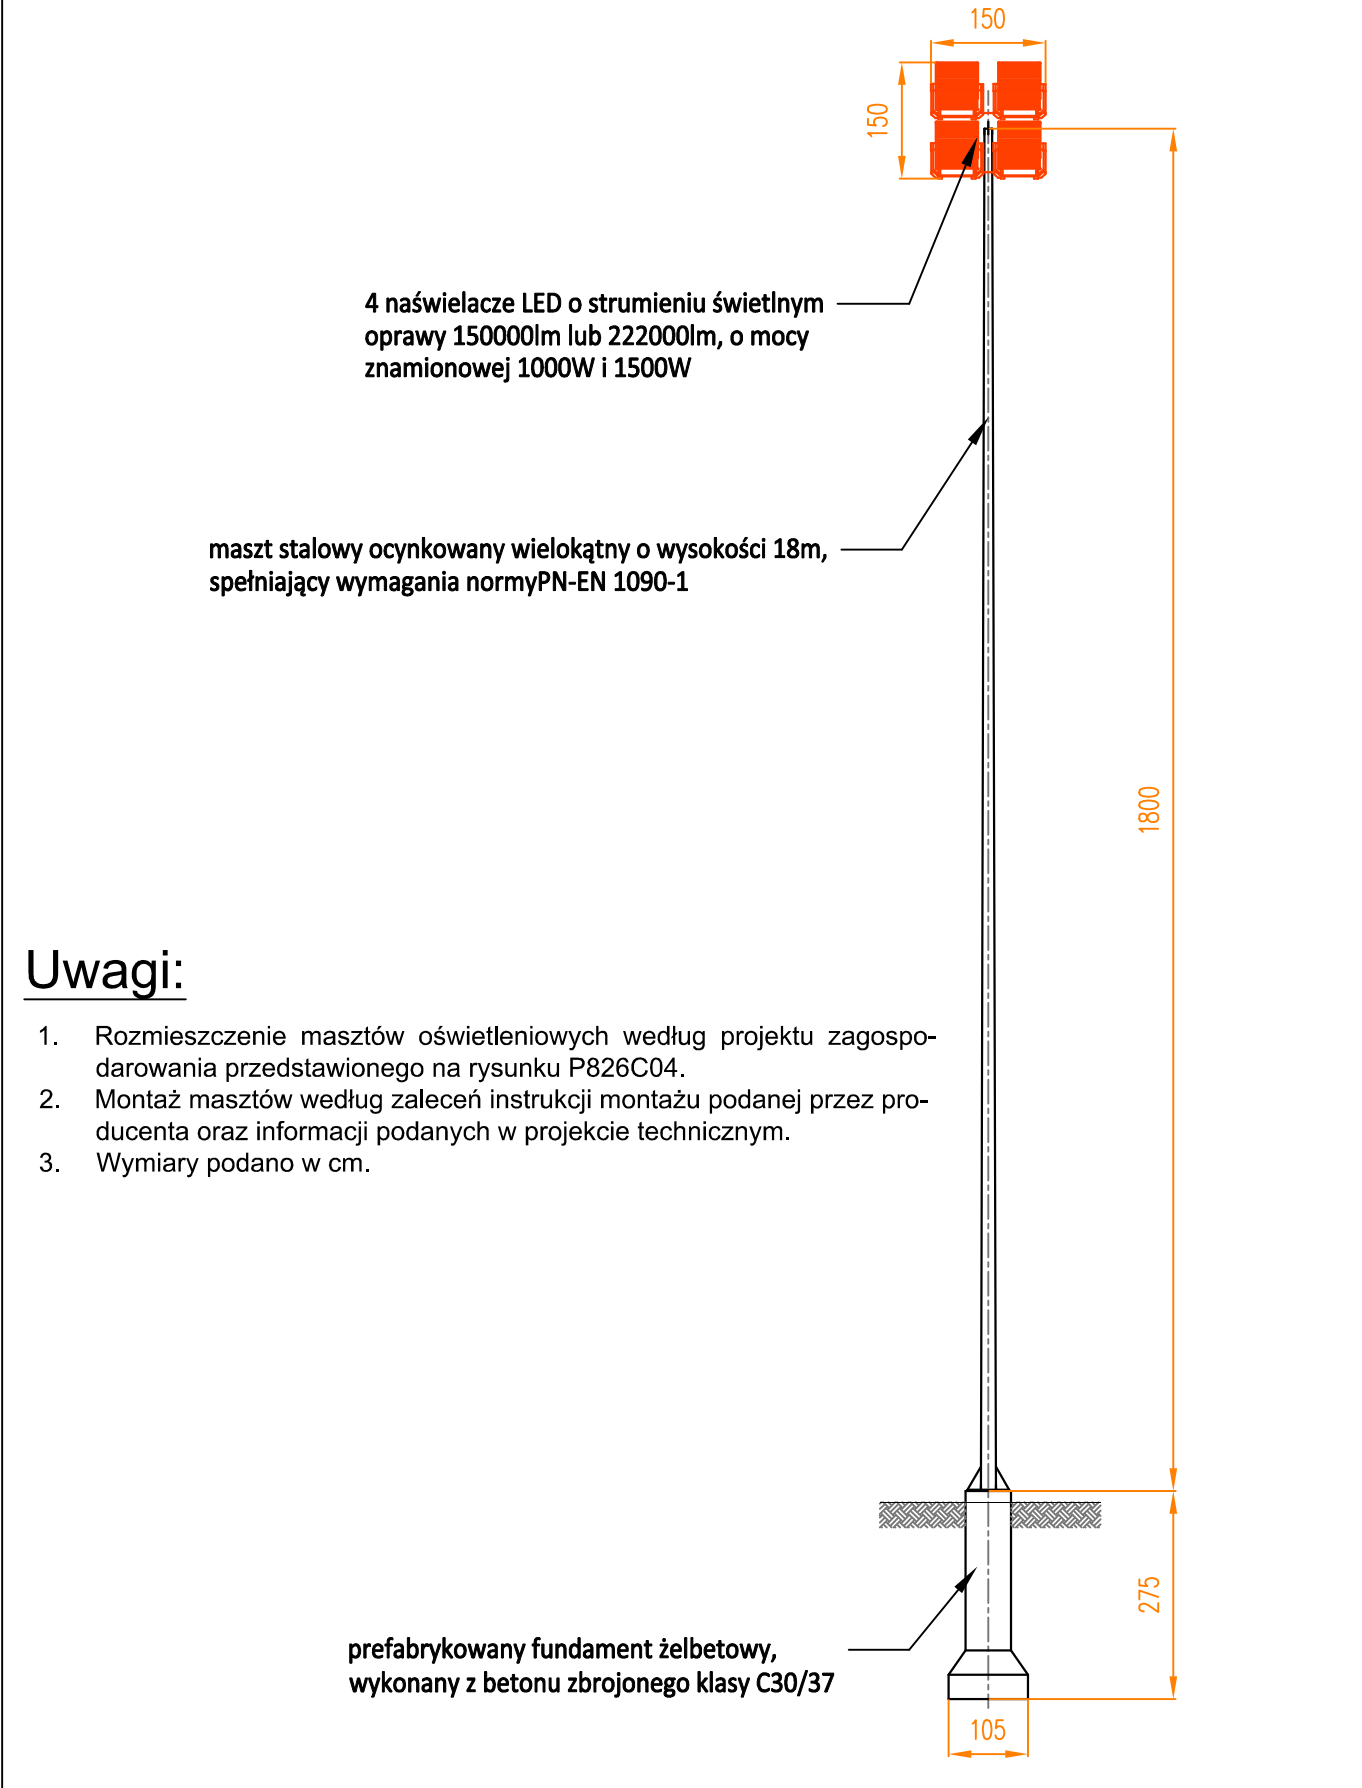 150
150
4 naświelacze LED o strumieniu świetlnym
oprawy 150000lm lub 222000lm, o mocy
znamionowej 1000W i 1500W
maszt stalowy ocynkowany wielokątny o wysokości 18m,
spełniający wymagania normyPN-EN 1090-1
1800
Uwagi:
1. Rozmieszczenie masztów oświetleniowych według projektu zagospo-
darowania przedstawionego na rysunku P826C04.
2. Montaż masztów według zaleceń instrukcji montażu podanej przez pro-
ducenta oraz informacji podanych w projekcie technicznym.
3. Wymiary podano w cm.
275
prefabrykowany fundament żelbetowy,
wykonany z betonu zbrojonego klasy C30/37
105